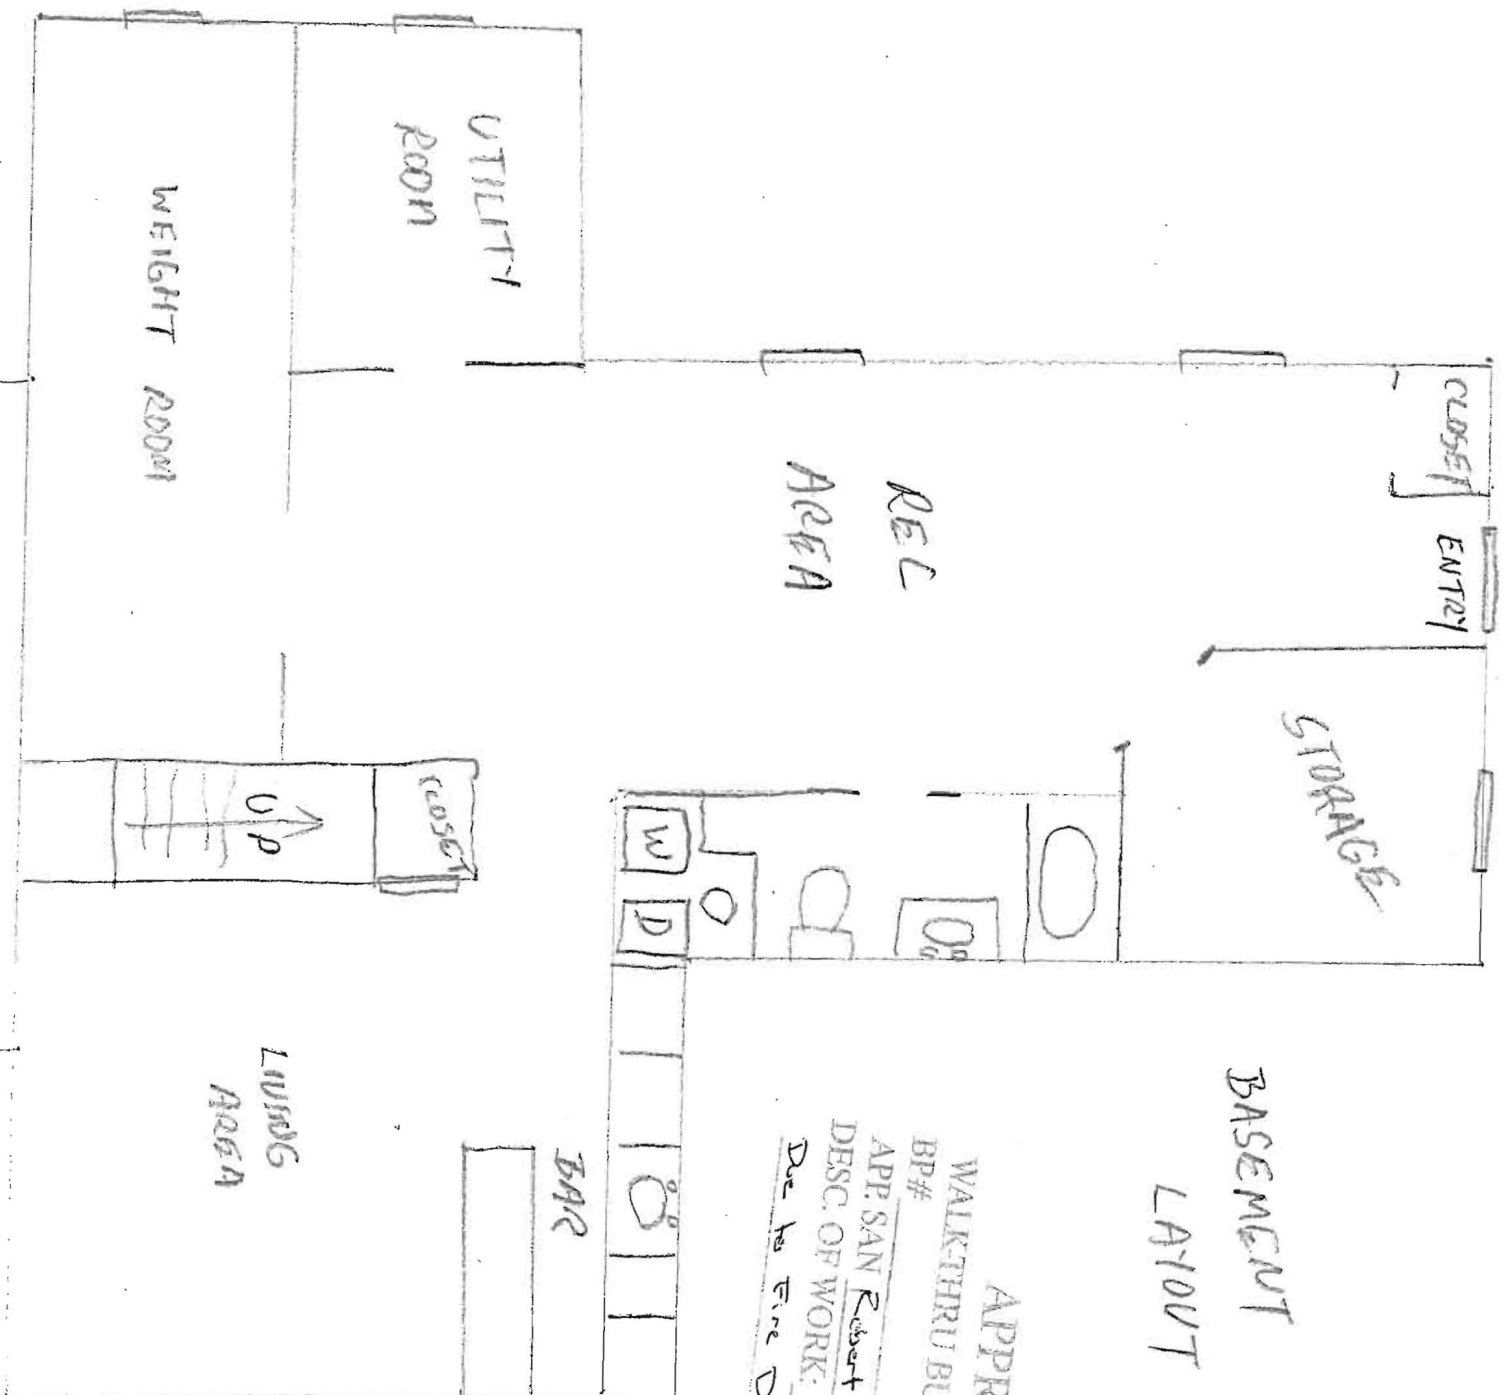 BASEMENT
LAYOUT
CLOSET
ENTRY
STORAGE
REC
AREA
UTILITY
ROOM
WEIGHT ROOM
CLOSET
UP
W
D
BAR
LIVING
AREA
APPR
WALK-THRU BU
BP#
APP. SAN Robert
DESC. OF WORK:
Due to Fire D